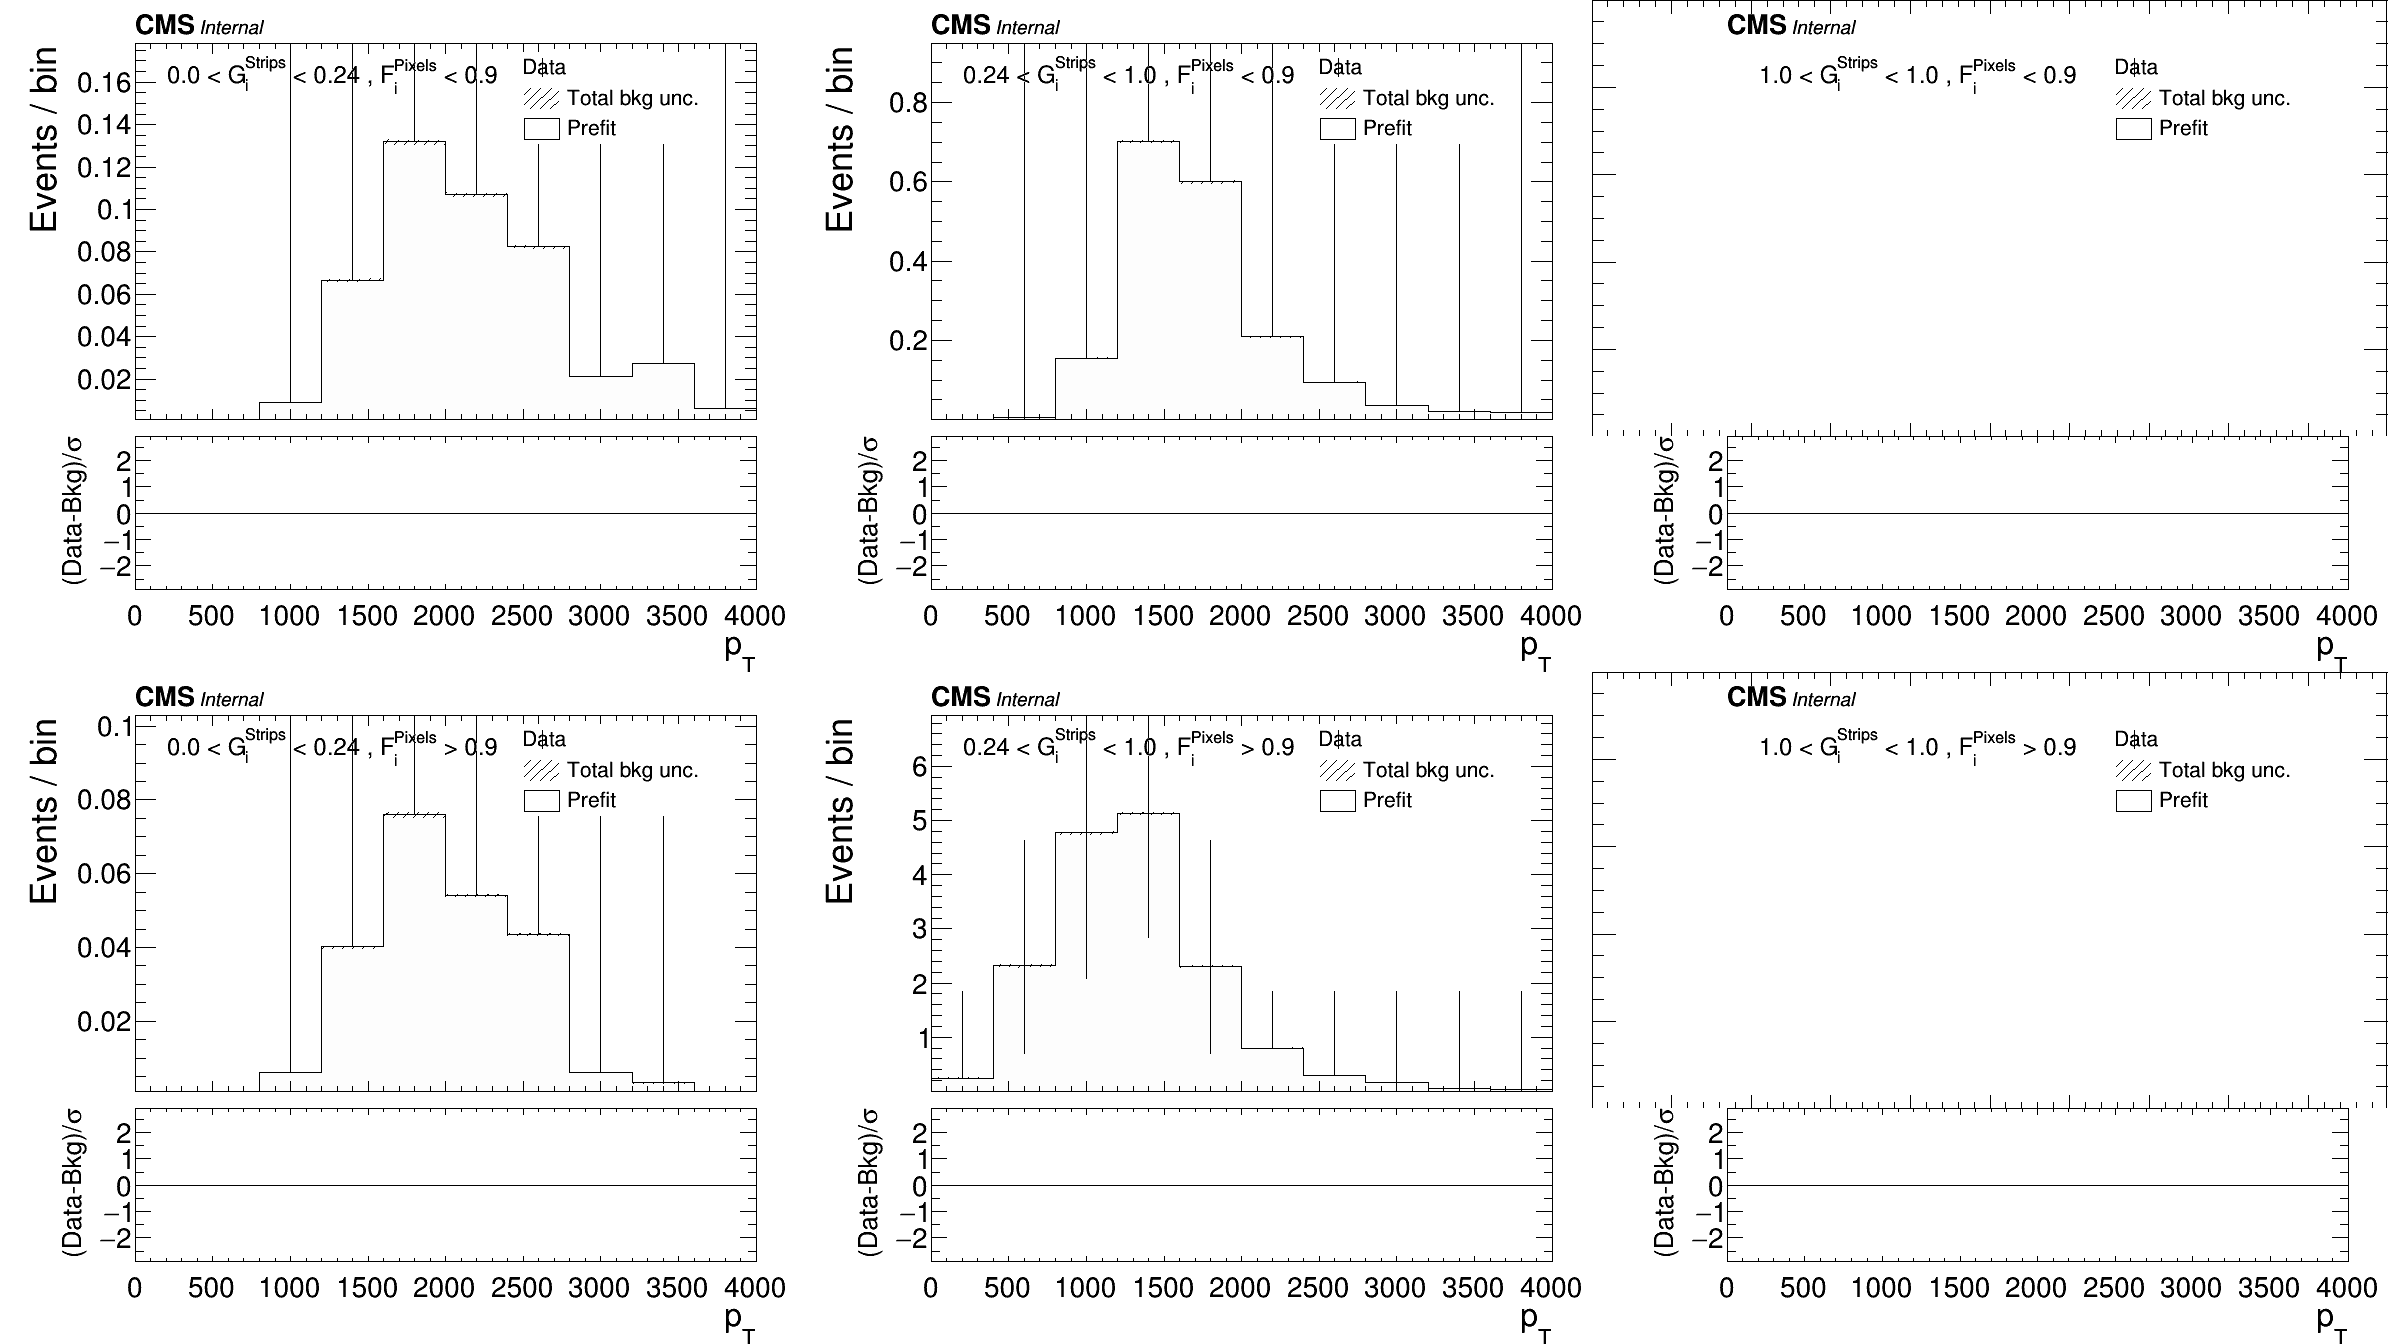 CMS Internal
Events / bin
0.0 < G_i^Strips < 0.24 , F_i^Pixels < 0.9
Data
Total bkg unc.
Prefit
0.16
0.14
0.12
0.1
0.08
0.06
0.04
0.02
(Data-Bkg)/σ
2
1
0
−1
−2
0 500 1000 1500 2000 2500 3000 3500 4000
p_T
CMS Internal
Events / bin
0.24 < G_i^Strips < 1.0 , F_i^Pixels < 0.9
Data
Total bkg unc.
Prefit
0.8
0.6
0.4
0.2
(Data-Bkg)/σ
2
1
0
−1
−2
0 500 1000 1500 2000 2500 3000 3500 4000
p_T
CMS Internal
1.0 < G_i^Strips < 1.0 , F_i^Pixels < 0.9
Data
Total bkg unc.
Prefit
(Data-Bkg)/σ
2
1
0
−1
−2
0 500 1000 1500 2000 2500 3000 3500 4000
p_T
CMS Internal
Events / bin
0.0 < G_i^Strips < 0.24 , F_i^Pixels > 0.9
Data
Total bkg unc.
Prefit
0.1
0.08
0.06
0.04
0.02
(Data-Bkg)/σ
2
1
0
−1
−2
0 500 1000 1500 2000 2500 3000 3500 4000
p_T
CMS Internal
Events / bin
0.24 < G_i^Strips < 1.0 , F_i^Pixels > 0.9
Data
Total bkg unc.
Prefit
6
5
4
3
2
1
(Data-Bkg)/σ
2
1
0
−1
−2
0 500 1000 1500 2000 2500 3000 3500 4000
p_T
CMS Internal
1.0 < G_i^Strips < 1.0 , F_i^Pixels > 0.9
Data
Total bkg unc.
Prefit
(Data-Bkg)/σ
2
1
0
−1
−2
0 500 1000 1500 2000 2500 3000 3500 4000
p_T